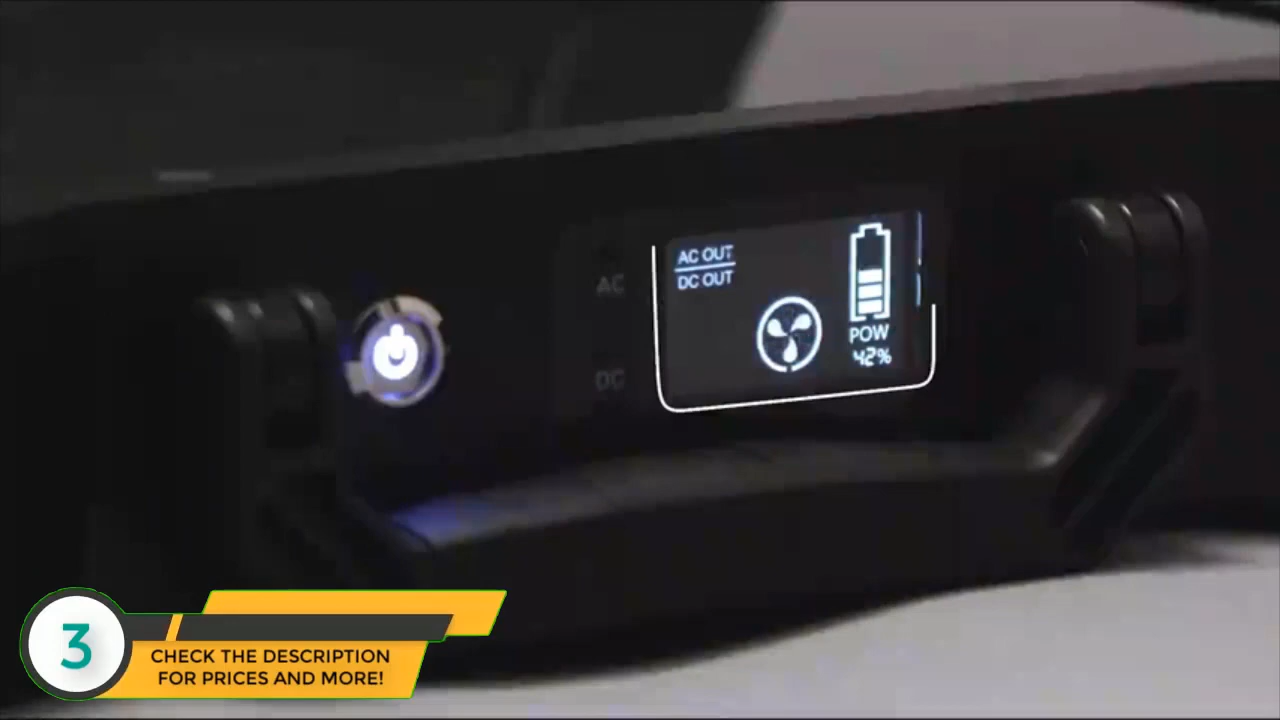 AC OUT
DC OUT
AC
DC
POW
42%
3
CHECK THE DESCRIPTION
FOR PRICES AND MORE!